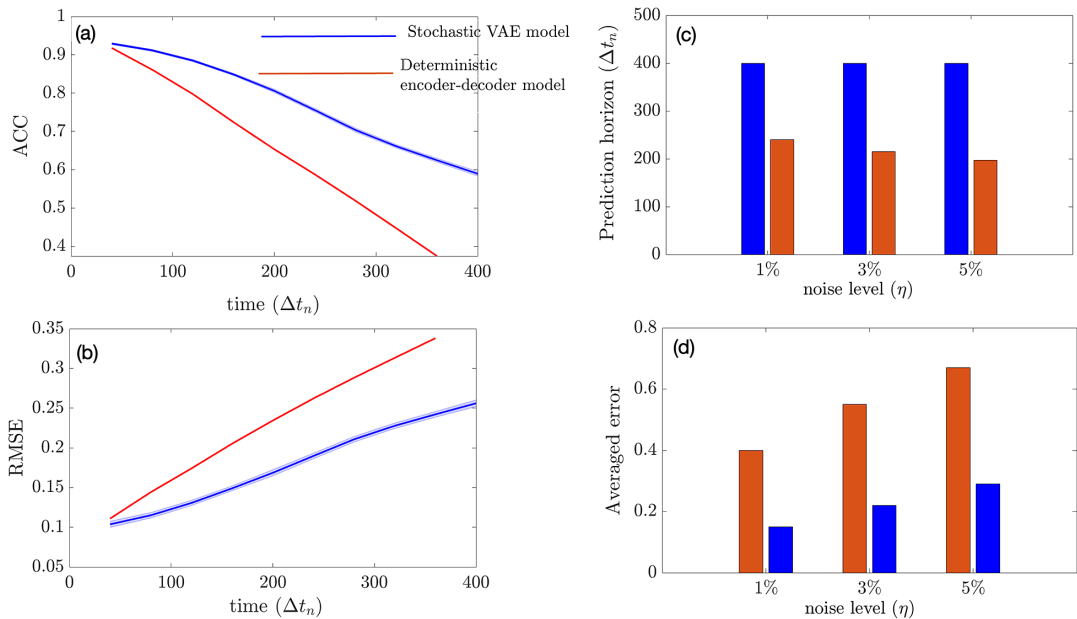 (a)
Stochastic VAE model
Deterministic
encoder-decoder model
1
0.9
0.8
0.7
0.6
0.5
0.4
ACC
0 100 200 300 400
time (Δtₙ)
(b)
0.35
0.3
0.25
0.2
0.15
0.1
0.05
RMSE
0 100 200 300 400
time (Δtₙ)
(c)
500
400
300
200
100
0
Prediction horizon (Δtₙ)
1% 3% 5%
noise level (η)
(d)
0.8
0.6
0.4
0.2
0
Averaged error
1% 3% 5%
noise level (η)